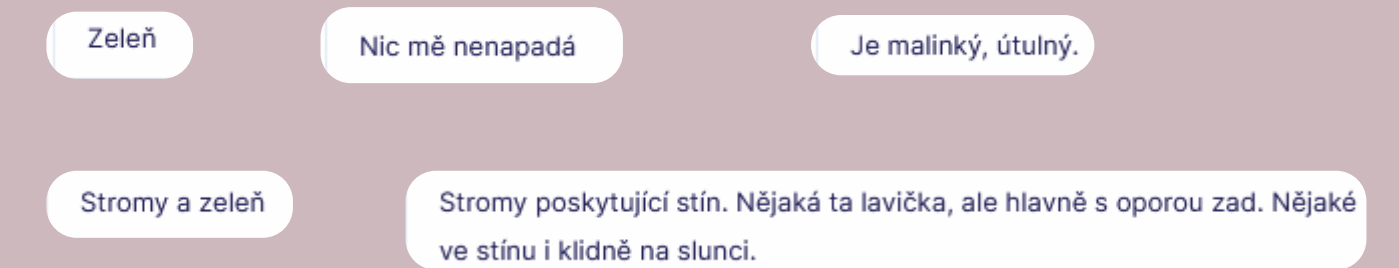 Zeleň
Nic mě nenapadá
Je malinký, útulný.
Stromy a zeleň
Stromy poskytující stín. Nějaká ta lavička, ale hlavně s oporou zad. Nějaké
ve stínu i klidně na slunci.